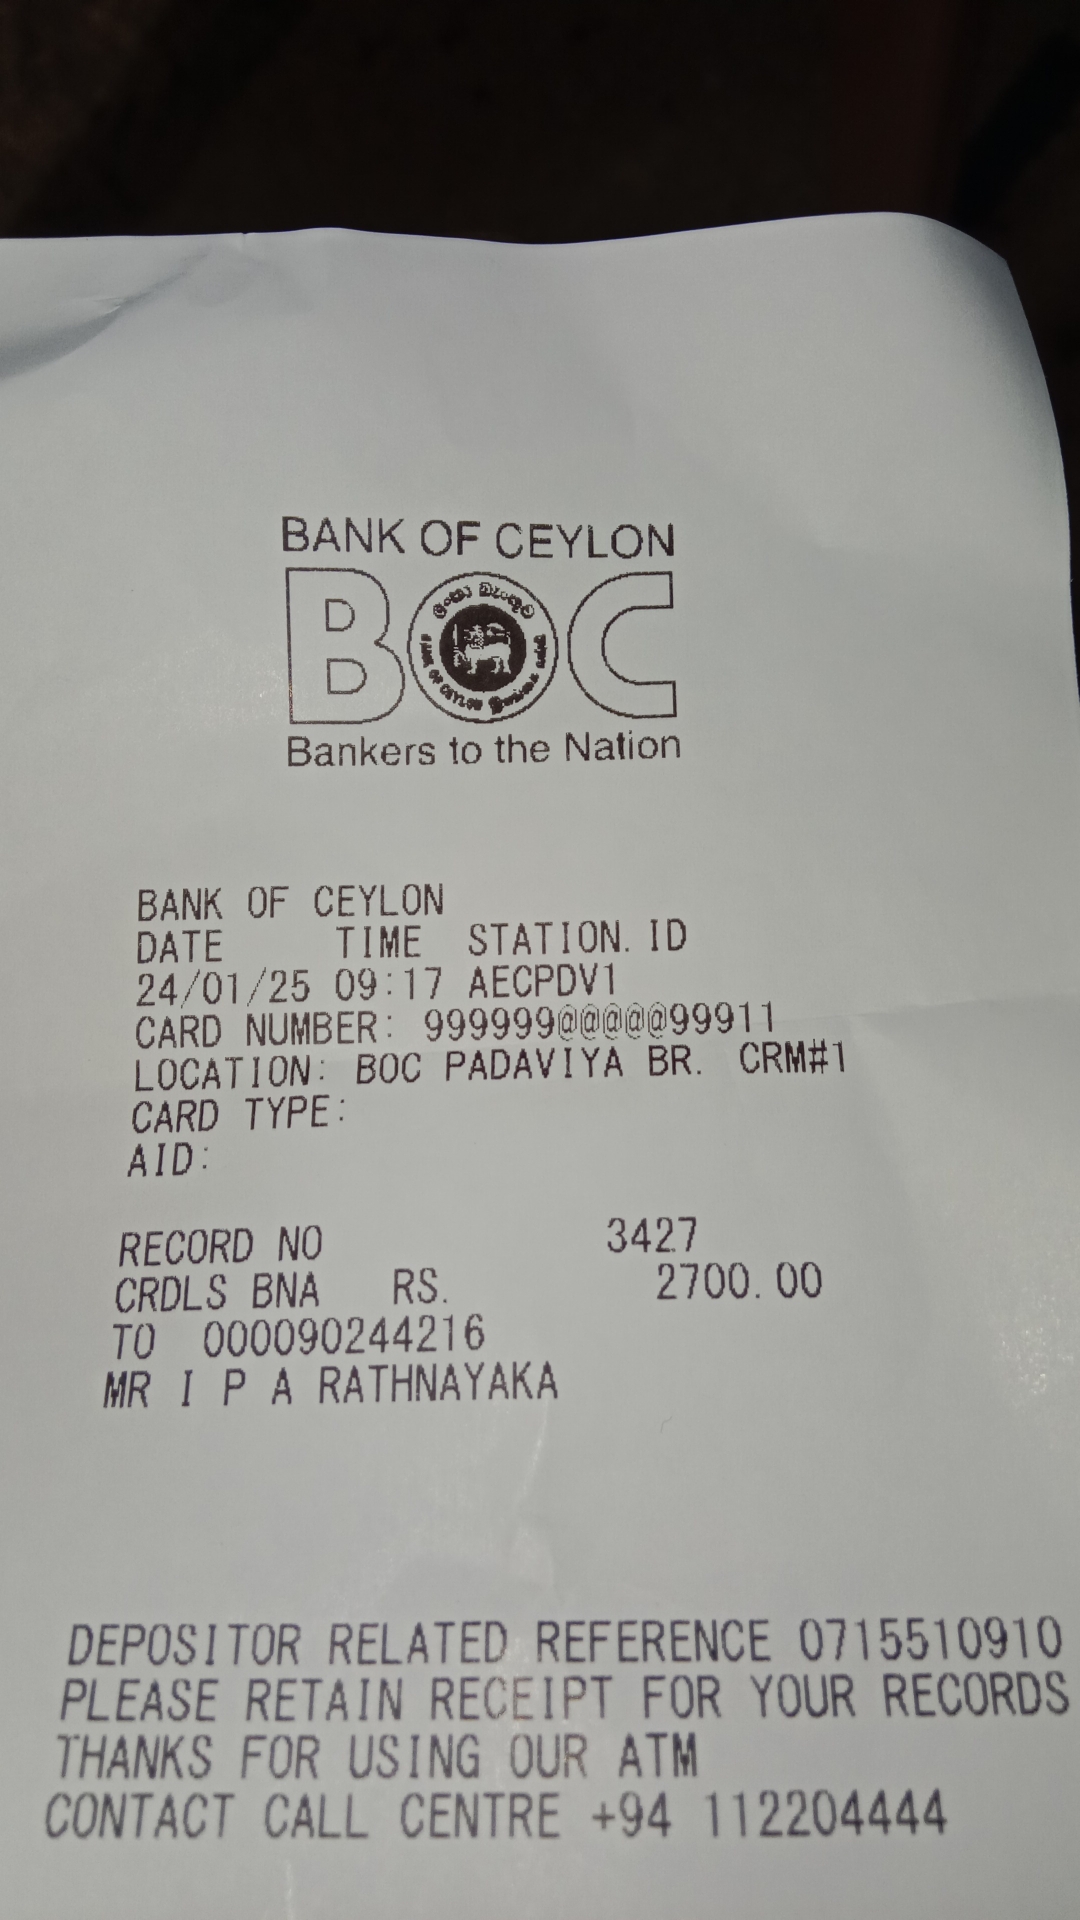 BANK OF CEYLON
BOC
ලංකා බැංකුව
BANK OF CEYLON
Bankers to the Nation
BANK OF CEYLON
DATE TIME STATION. ID
24/01/25 09:17 AECPDV1
CARD NUMBER: 999999@@@@@99911
LOCATION: BOC PADAVIYA BR. CRM#1
CARD TYPE:
AID:
RECORD NO 3427
CRDLS BNA RS. 2700.00
TO 000090244216
MR I P A RATHNAYAKA
DEPOSITOR RELATED REFERENCE 0715510910
PLEASE RETAIN RECEIPT FOR YOUR RECORDS
THANKS FOR USING OUR ATM
CONTACT CALL CENTRE +94 112204444